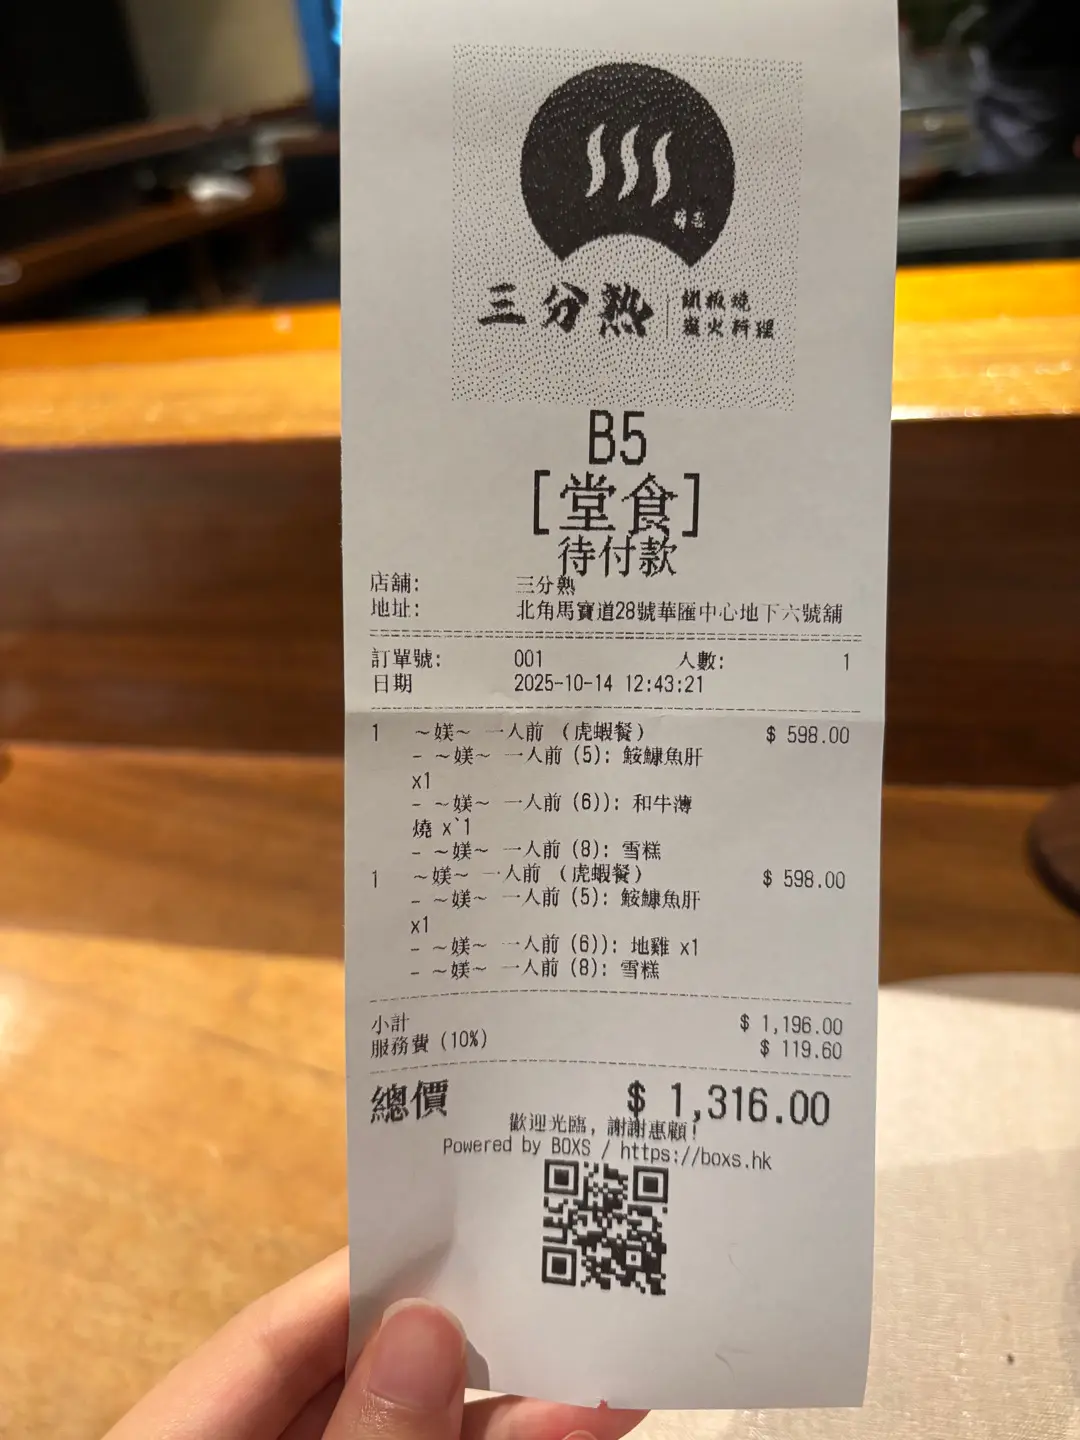 三分熟
鐵板燒
爐火料理
B5
[堂食]
待付款
店舖: 三分熟
地址: 北角馬寶道28號華匯中心地下六號舖
訂單號: 001 人數: 1
日期 2025-10-14 12:43:21
1 ～媄～ 一人前 （虎蝦餐） $ 598.00
- ～媄～ 一人前 (5): 鮟鱇魚肝
x1
- ～媄～ 一人前 (6)): 和牛薄
燒 x`1
- ～媄～ 一人前 (8): 雪糕
1 ～媄～ 一人前 （虎蝦餐） $ 598.00
- ～媄～ 一人前 (5): 鮟鱇魚肝
x1
- ～媄～ 一人前 (6)): 地雞 x1
- ～媄～ 一人前 (8): 雪糕
小計 $ 1,196.00
服務費 (10%) $ 119.60
總價 $ 1,316.00
歡迎光臨, 謝謝惠顧!
Powered by BOXS / https://boxs.hk